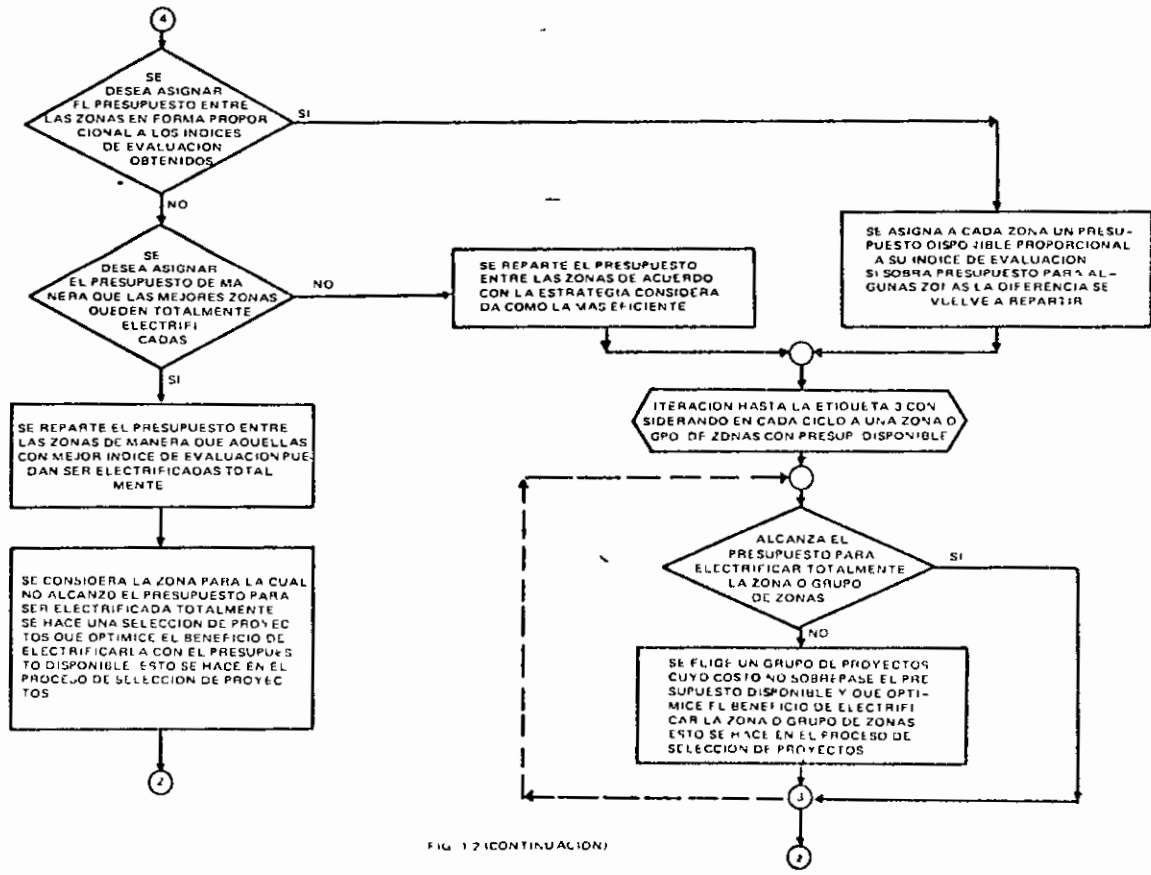 4
SE
DESEA ASIGNAR
EL PRESUPUESTO ENTRE
LAS ZONAS EN FORMA PROPOR
CIONAL A LOS INDICES
DE EVALUACION
OBTENIDOS
SI
NO
SE
DESEA ASIGNAR
EL PRESUPUESTO DE MA
NERA QUE LAS MEJORES ZONAS
QUEDEN TOTALMENTE
ELECTRIFI
CADAS
NO
SI
SE REPARTE EL PRESUPUESTO
ENTRE LAS ZONAS DE ACUERDO
CON LA ESTRATEGIA CONSIDERA
DA COMO LA MAS EFICIENTE
SE ASIGNA A CADA ZONA UN PRESU-
PUESTO DISPONIBLE PROPORCIONAL
A SU INDICE DE EVALUACION
SI SOBRA PRESUPUESTO PARA AL-
GUNAS ZONAS LA DIFERENCIA SE
VUELVE A REPARTIR
SE REPARTE EL PRESUPUESTO ENTRE
LAS ZONAS DE MANERA QUE AQUELLAS
CON MEJOR INDICE DE EVALUACION PUE
DAN SER ELECTRIFICADAS TOTAL
MENTE
SE CONSIDERA LA ZONA PARA LA CUAL
NO ALCANZO EL PRESUPUESTO PARA
SER ELECTRIFICADA TOTALMENTE
SE HACE UNA SELECCION DE PROYEC
TOS QUE OPTIMICE EL BENEFICIO DE
ELECTRIFICARLA CON EL PRESUPUES
TO DISPONIBLE ESTO SE HACE EN EL
PROCESO DE SELECCION DE PROYEC
TOS
2
ITERACION HASTA LA ETIQUETA 3 CON
SIDERANDO EN CADA CICLO A UNA ZONA O
GPO. DE ZONAS CON PRESUP. DISPONIBLE
ALCANZA EL
PRESUPUESTO PARA
ELECTRIFICAR TOTALMENTE
LA ZONA O GRUPO
DE ZONAS
SI
NO
SE ELIGE UN GRUPO DE PROYECTOS
CUYO COSTO NO SOBREPASE EL PRE
SUPUESTO DISPONIBLE Y QUE OPTI-
MICE EL BENEFICIO DE ELECTRIFI
CAR LA ZONA O GRUPO DE ZONAS
ESTO SE HACE EN EL PROCESO DE
SELECCION DE PROYECTOS
3
2
FIG. 1.2 (CONTINUACION)